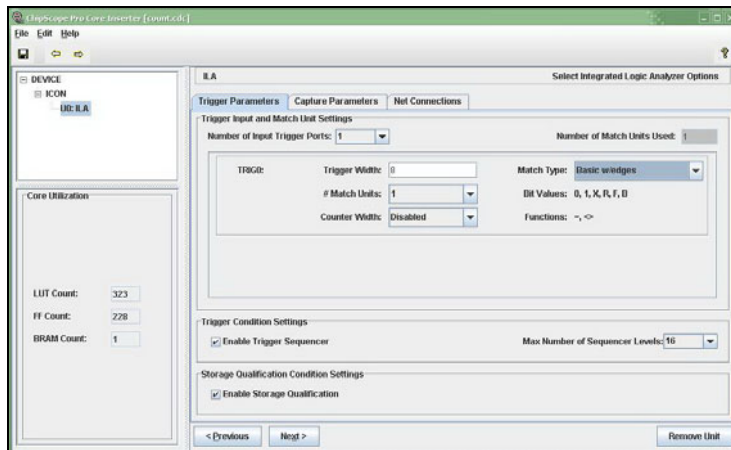 ChipScope Pro Core Inserter [count.cdc]
File Edit Help
DEVICE
ICON
U0: ILA
ILA Select Integrated Logic Analyzer Options
Trigger Parameters Capture Parameters Net Connections
Trigger Input and Match Unit Settings
Number of Input Trigger Ports: 1 Number of Match Units Used: 1
TRIG0: Trigger Width: 8 Match Type: Basic w/edges
# Match Units: 1 Bit Values: 0, 1, X, R, F, B
Counter Width: Disabled Functions: =, <>
Core Utilization
LUT Count: 323
FF Count: 228
BRAM Count: 1
Trigger Condition Settings
Enable Trigger Sequencer Max Number of Sequencer Levels: 16
Storage Qualification Condition Settings
Enable Storage Qualification
< Previous Next > Remove Unit